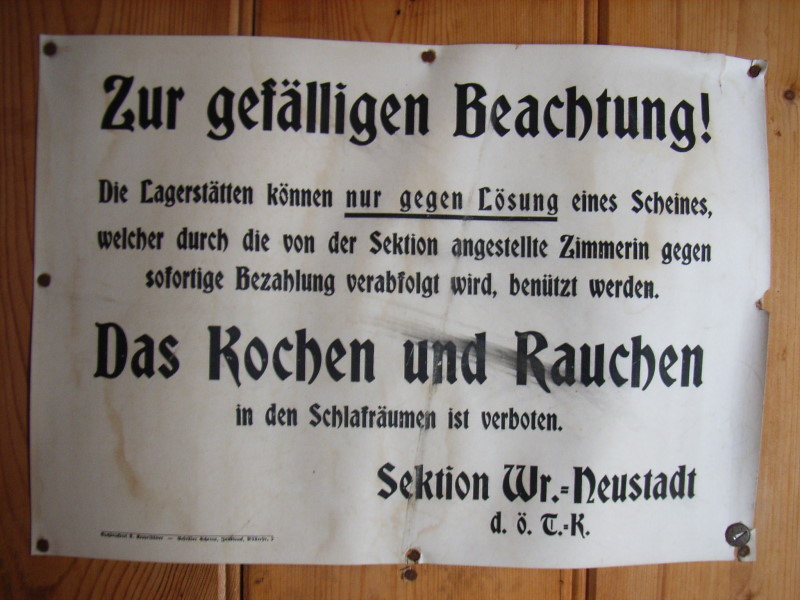 Zur gefälligen Beachtung!
Die Lagerstätten können nur gegen Lösung eines Scheines,
welcher durch die von der Sektion angestellte Zimmerin gegen
sofortige Bezahlung verabfolgt wird, benützt werden.
Das Kochen und Rauchen
in den Schlafräumen ist verboten.
Sektion Wr.-Neustadt
d. ö. T.-K.